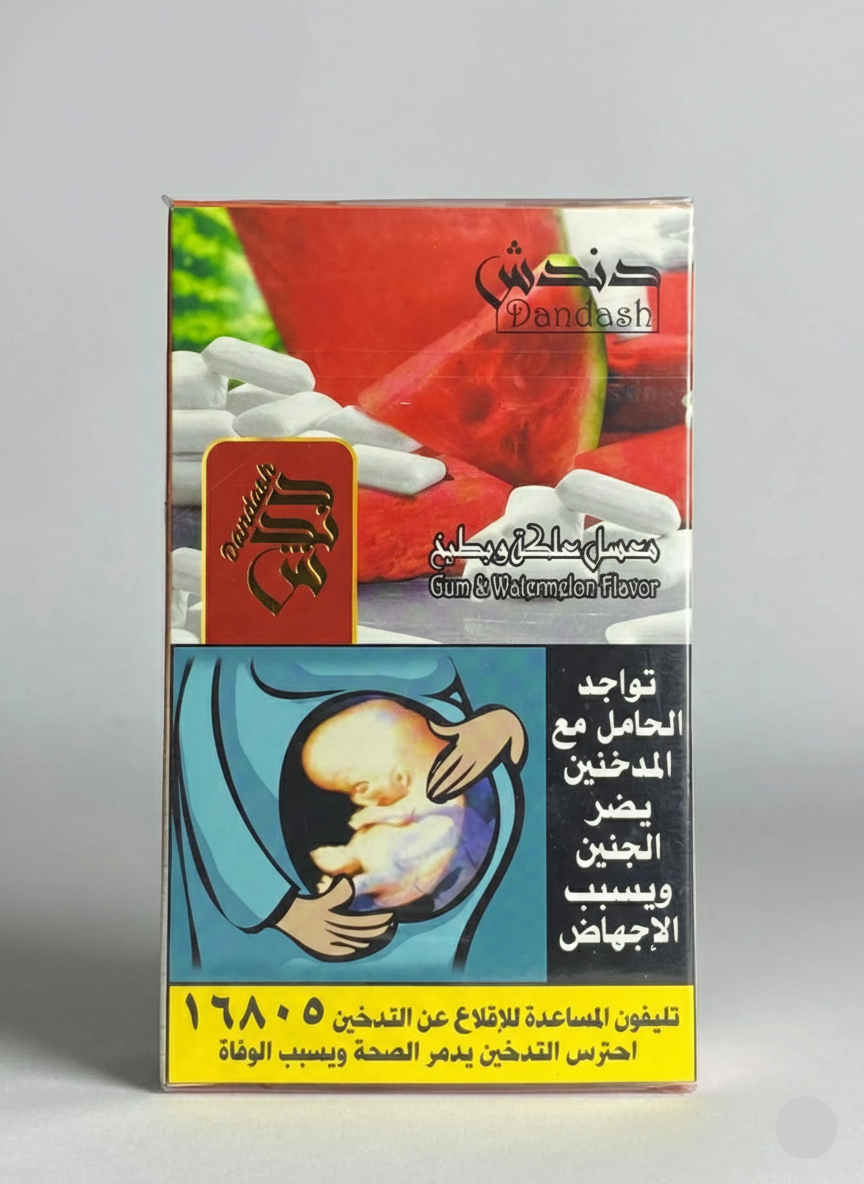 دندش
Dandash
Dandash
دندش
معسل علكة وبطيخ
Gum & Watermelon Flavor
تواجد
الحامل مع
المدخنين
يضر
الجنين
ويسبب
الإجهاض
تليفون المساعدة للإقلاع عن التدخين ١٦٨٠٥
احترس التدخين يدمر الصحة ويسبب الوفاة